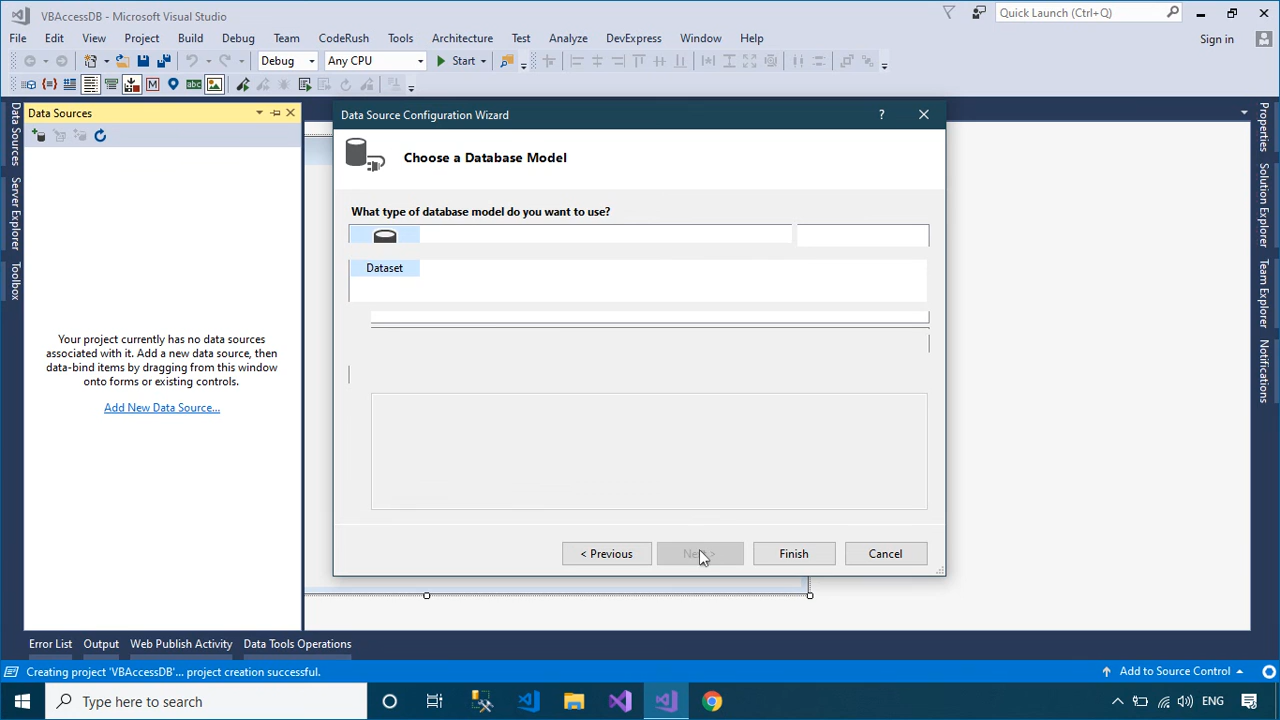 VBAccessDB - Microsoft Visual Studio
Quick Launch (Ctrl+Q)
File Edit View Project Build Debug Team CodeRush Tools Architecture Test Analyze DevExpress Window Help
Sign in
Debug Any CPU Start
abc
Data Sources
Data Sources
Server Explorer
Toolbox
Your project currently has no data sources
associated with it. Add a new data source, then
data-bind items by dragging from this window
onto forms or existing controls.
Add New Data Source...
Data Source Configuration Wizard
?
Choose a Database Model
What type of database model do you want to use?
Dataset
< Previous
Finish
Cancel
Properties
Solution Explorer
Team Explorer
Notifications
Error List Output Web Publish Activity Data Tools Operations
Creating project 'VBAccessDB'... project creation successful.
Add to Source Control
Type here to search
ENG